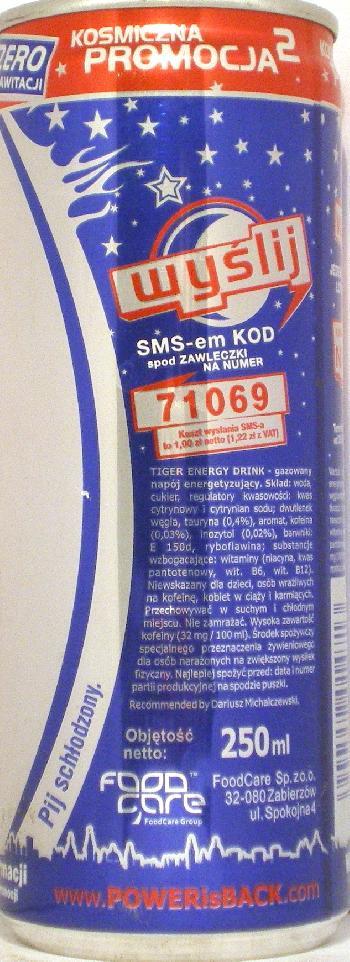 ZERO
AWITACJI
KOSMICZNA
PROMOCJA²
wyślij
SMS-em KOD
spod ZAWLECZKI
NA NUMER
71069
Koszt wysłania SMS-a
to 1,00 zł netto (1,22 zł z VAT)
TIGER ENERGY DRINK - gazowany
napój energetyzujący. Skład: woda,
cukier, regulatory kwasowości: kwas
cytrynowy i cytrynian sodu; dwutlenek
węgla, tauryna (0,4%), aromat, kofeina
(0,03%), inozytol (0,02%), barwniki:
E 150d, ryboflawina; substancje
wzbogacające: witaminy (niacyna, kwas
pantotenowy, wit. B6, wit. B12).
Niewskazany dla dzieci, osób wrażliwych
na kofeinę, kobiet w ciąży i karmiących.
Przechowywać w suchym i chłodnym
miejscu. Nie zamrażać. Wysoka zawartość
kofeiny (32 mg / 100 ml). Środek spożywczy
specjalnego przeznaczenia żywieniowego
dla osób narażonych na zwiększony wysiłek
fizyczny. Najlepiej spożyć przed: data i numer
partii produkcyjnej na spodzie puszki.
Recommended by Dariusz Michalczewski.
Pij schłodzony.
Objętość
netto:
250 ml
FOOD
care
FoodCare Group
FoodCare Sp. z o.o.
32-080 Zabierzów
ul. Spokojna 4
macji
www.POWERisBACK.com